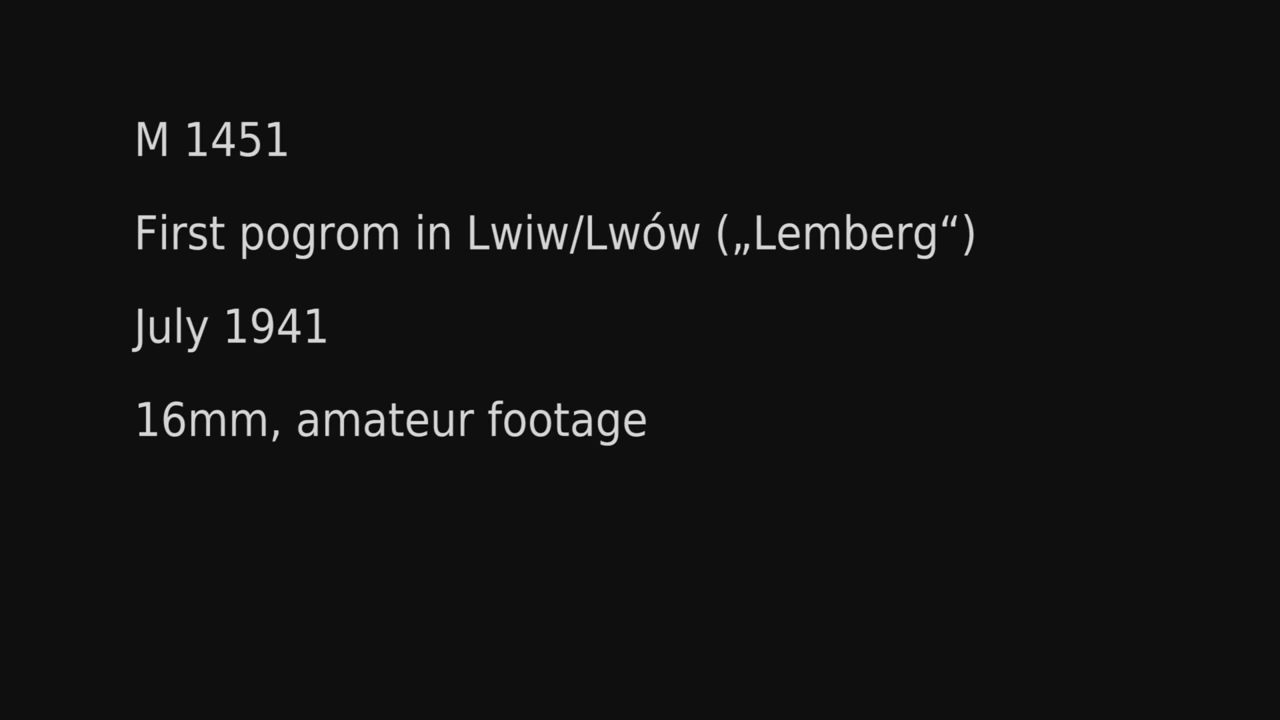 M 1451
First pogrom in Lwiw/Lwów („Lemberg“)
July 1941
16mm, amateur footage